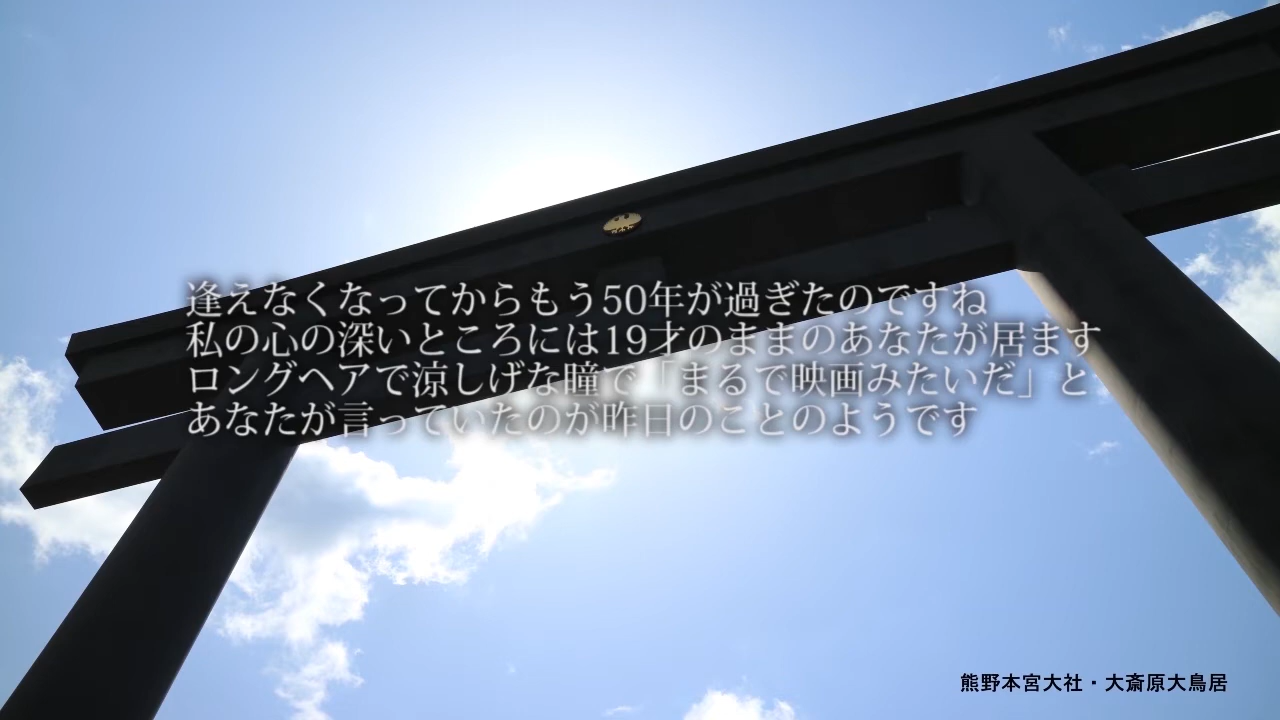 逢えなくなってからもう50年が過ぎたのですね
私の心の深いところには19才のままのあなたが居ます
ロングヘアで涼しげな瞳で「まるで映画みたいだ」と
あなたが言っていたのが昨日のことのようです
熊野本宮大社・大斎原大鳥居